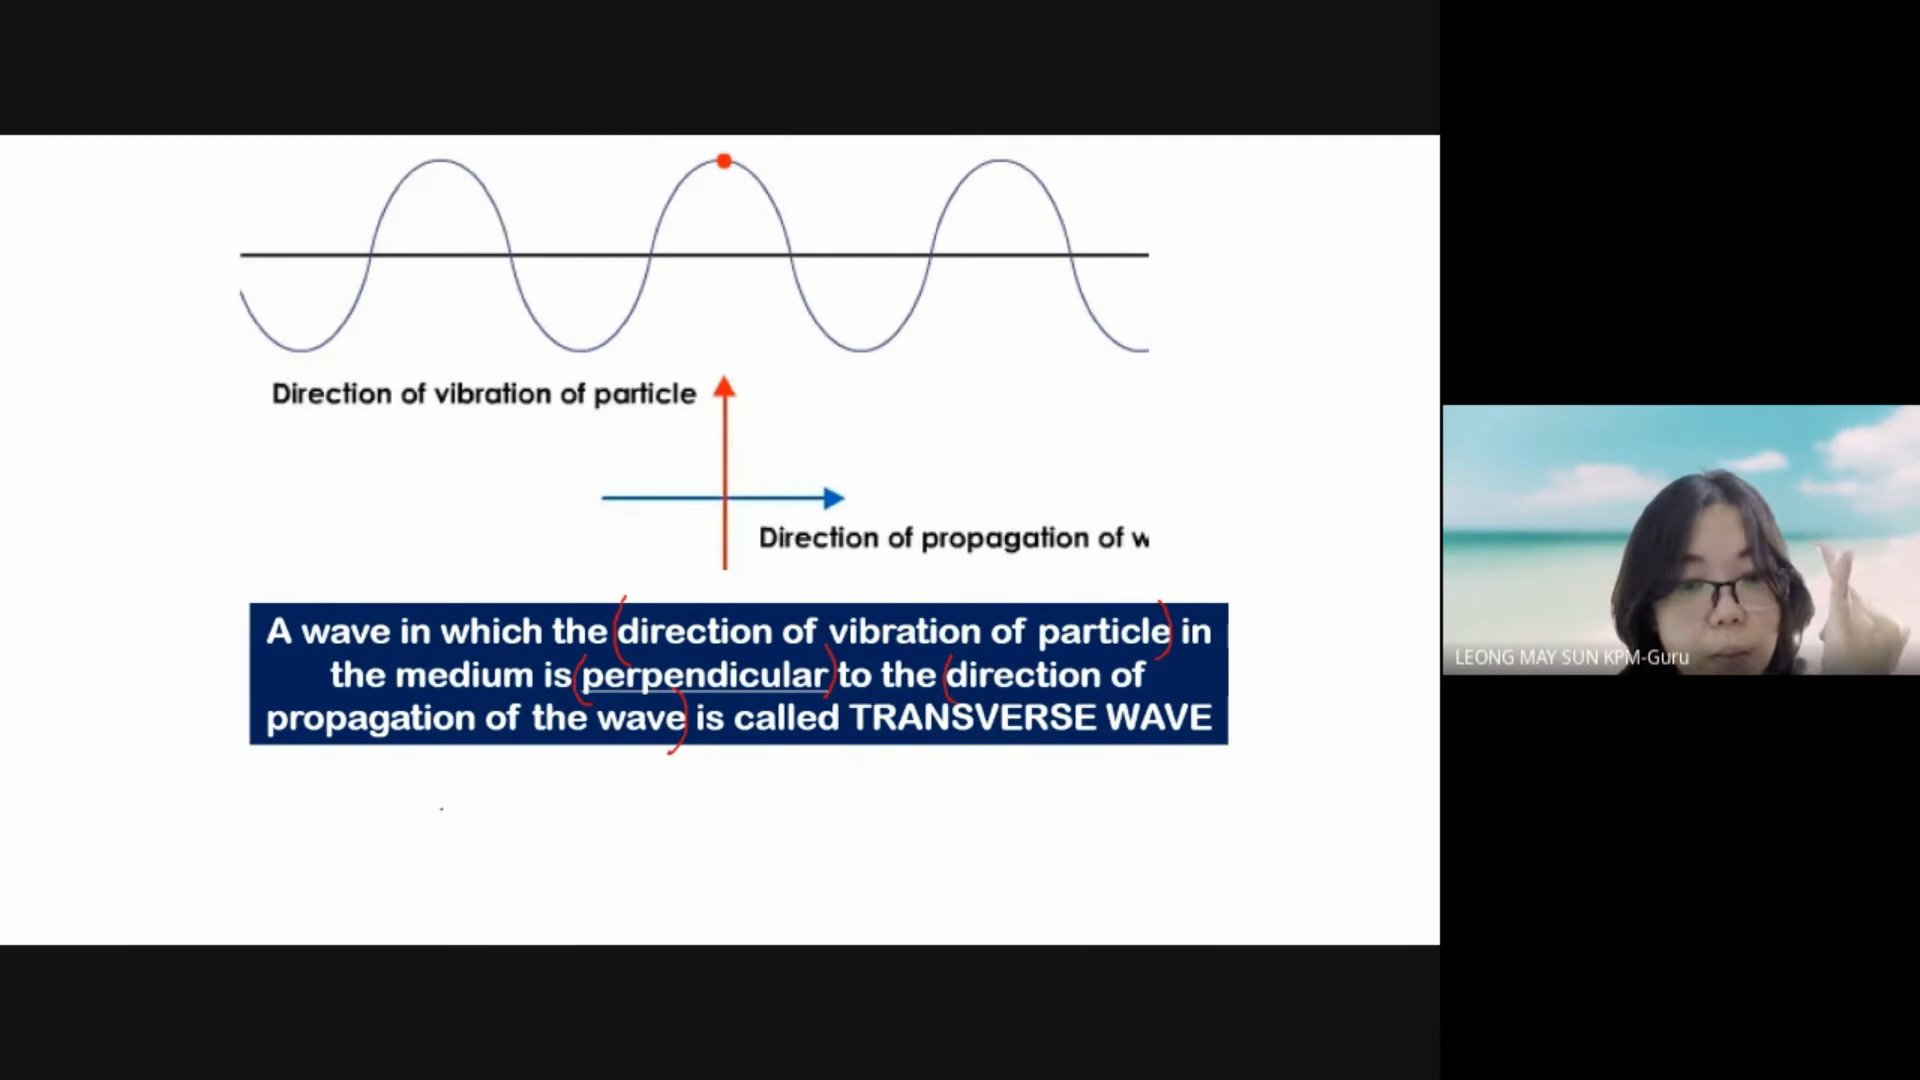 Direction of vibration of particle
Direction of propagation of w
A wave in which the direction of vibration of particle in
the medium is perpendicular to the direction of
propagation of the wave is called TRANSVERSE WAVE
LEONG MAY SUN KPM-Guru